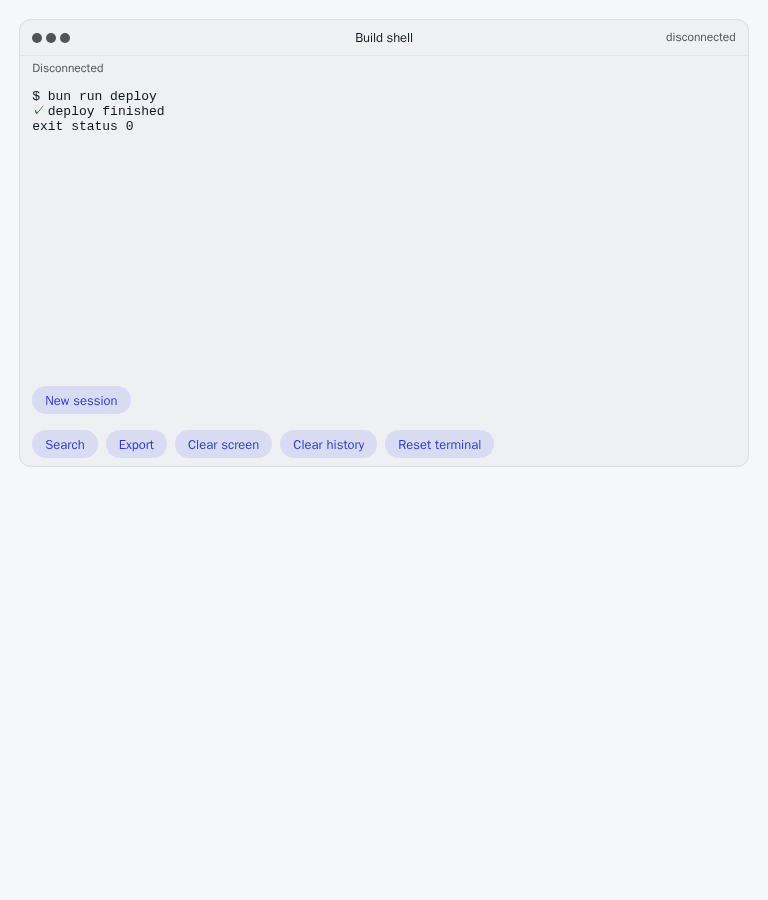 Build shell
disconnected
Disconnected
$ bun run deploy
✓ deploy finished
exit status 0
New session
Search
Export
Clear screen
Clear history
Reset terminal